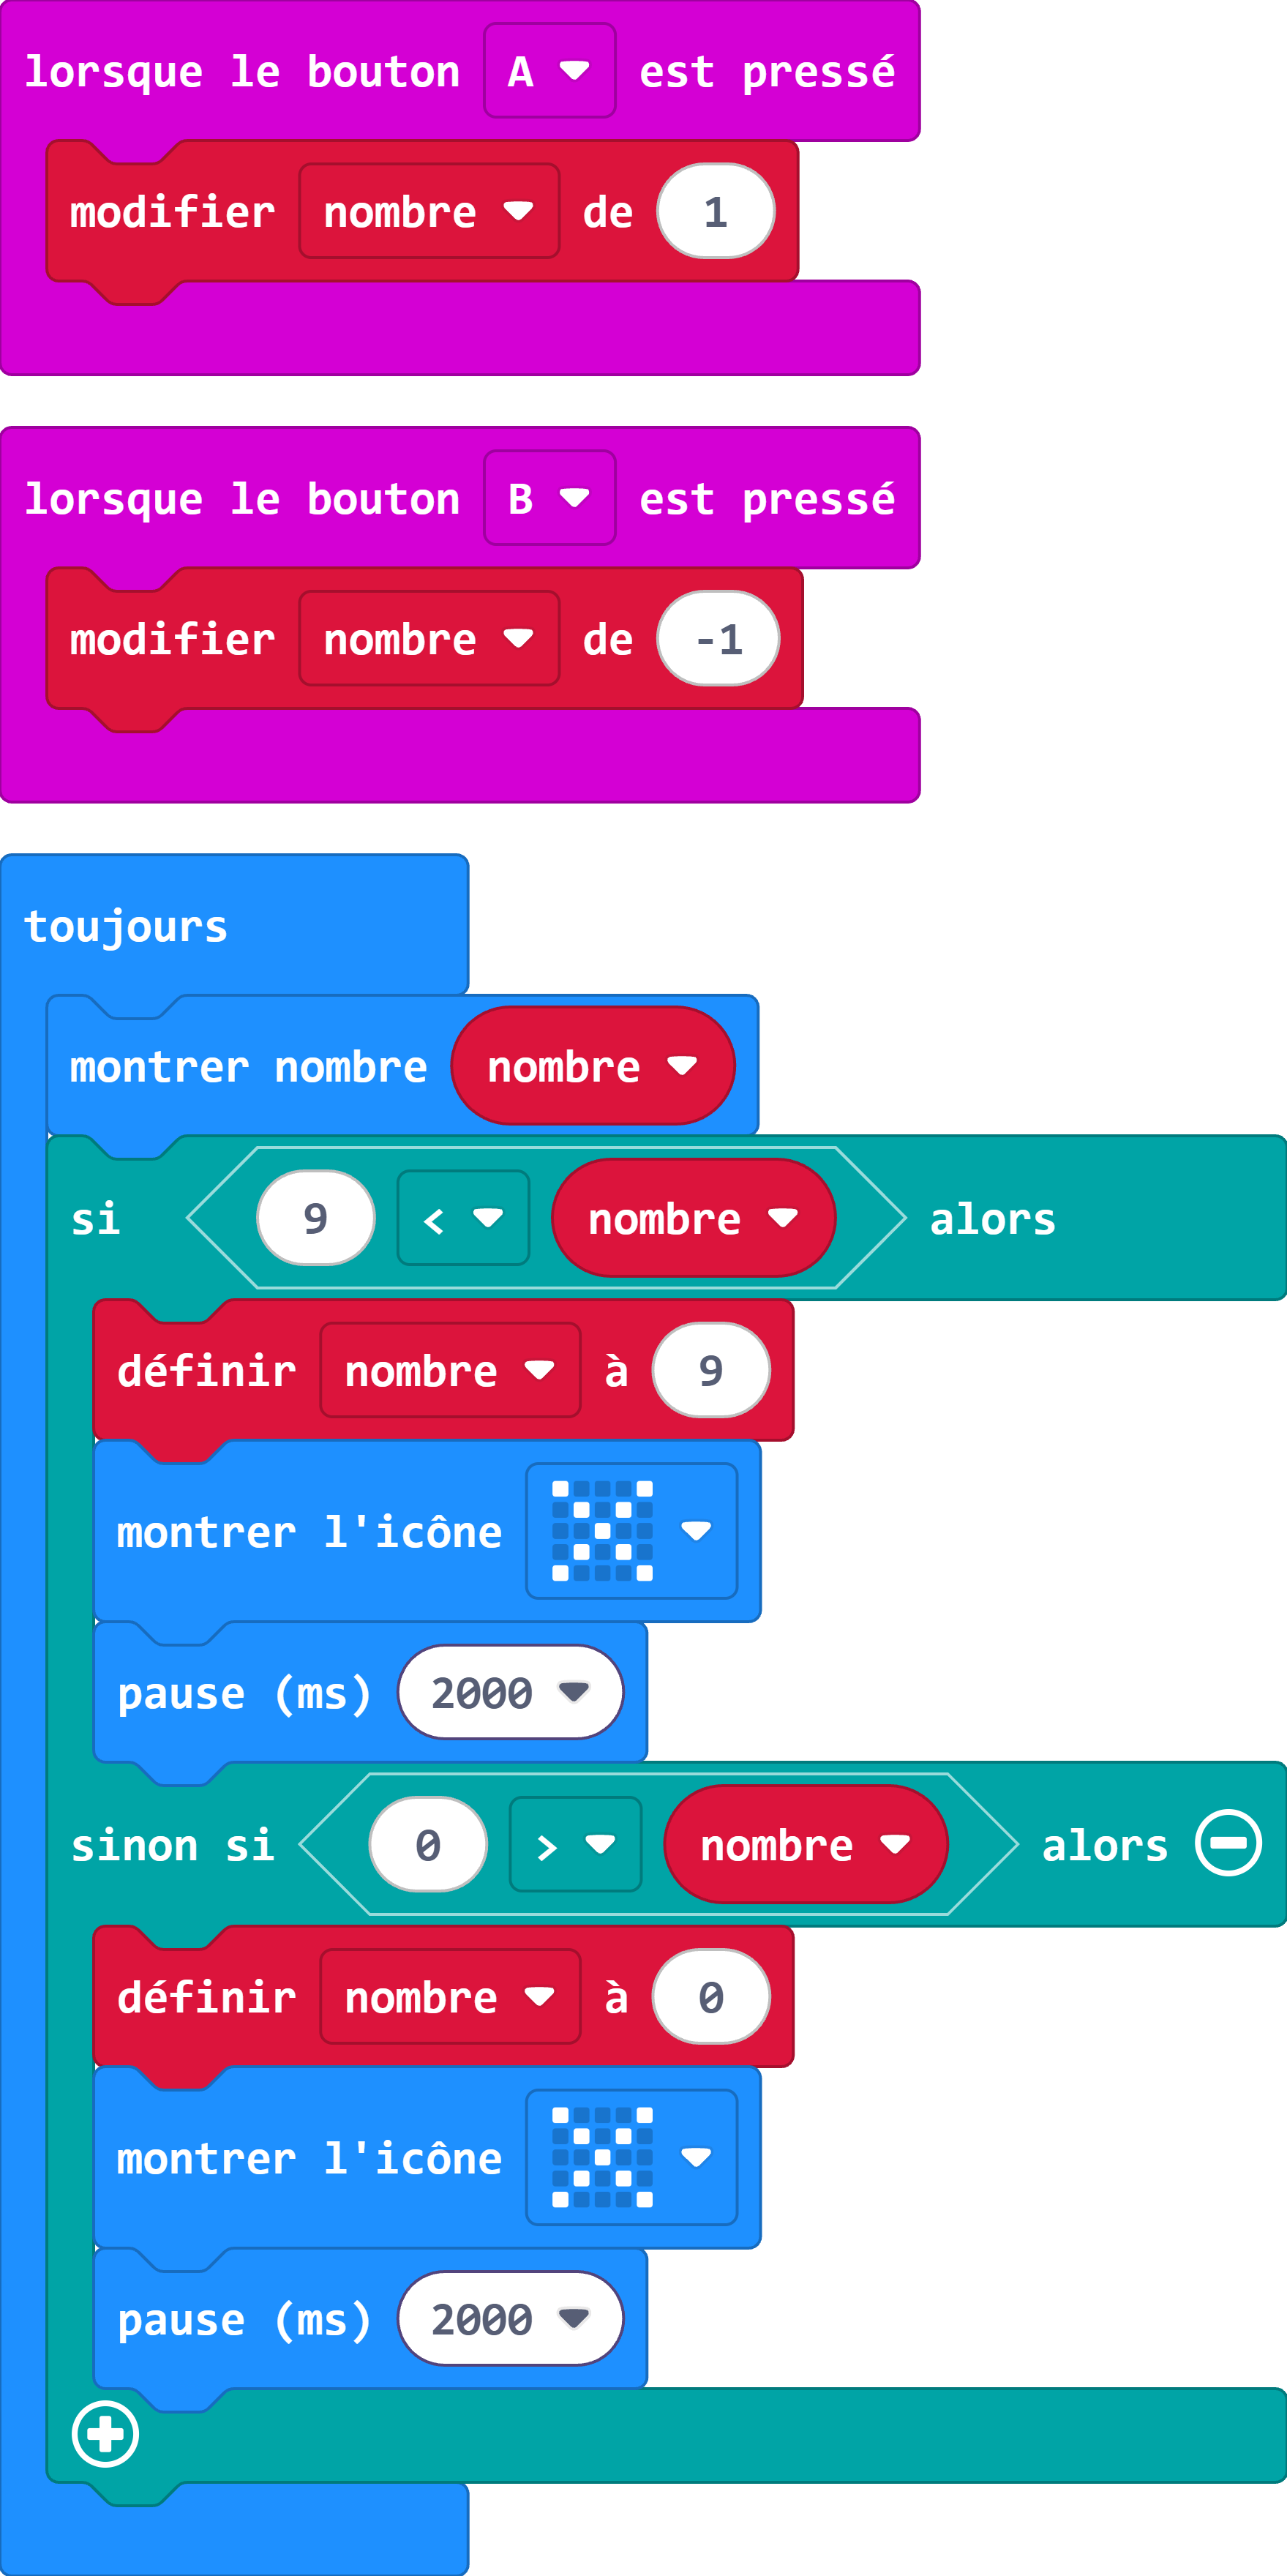 lorsque le bouton A est pressé
modifier nombre de 1
lorsque le bouton B est pressé
modifier nombre de -1
toujours
montrer nombre nombre
si 9 < nombre alors
définir nombre à 9
montrer l'icône
pause (ms) 2000
sinon si 0 > nombre alors
définir nombre à 0
montrer l'icône
pause (ms) 2000